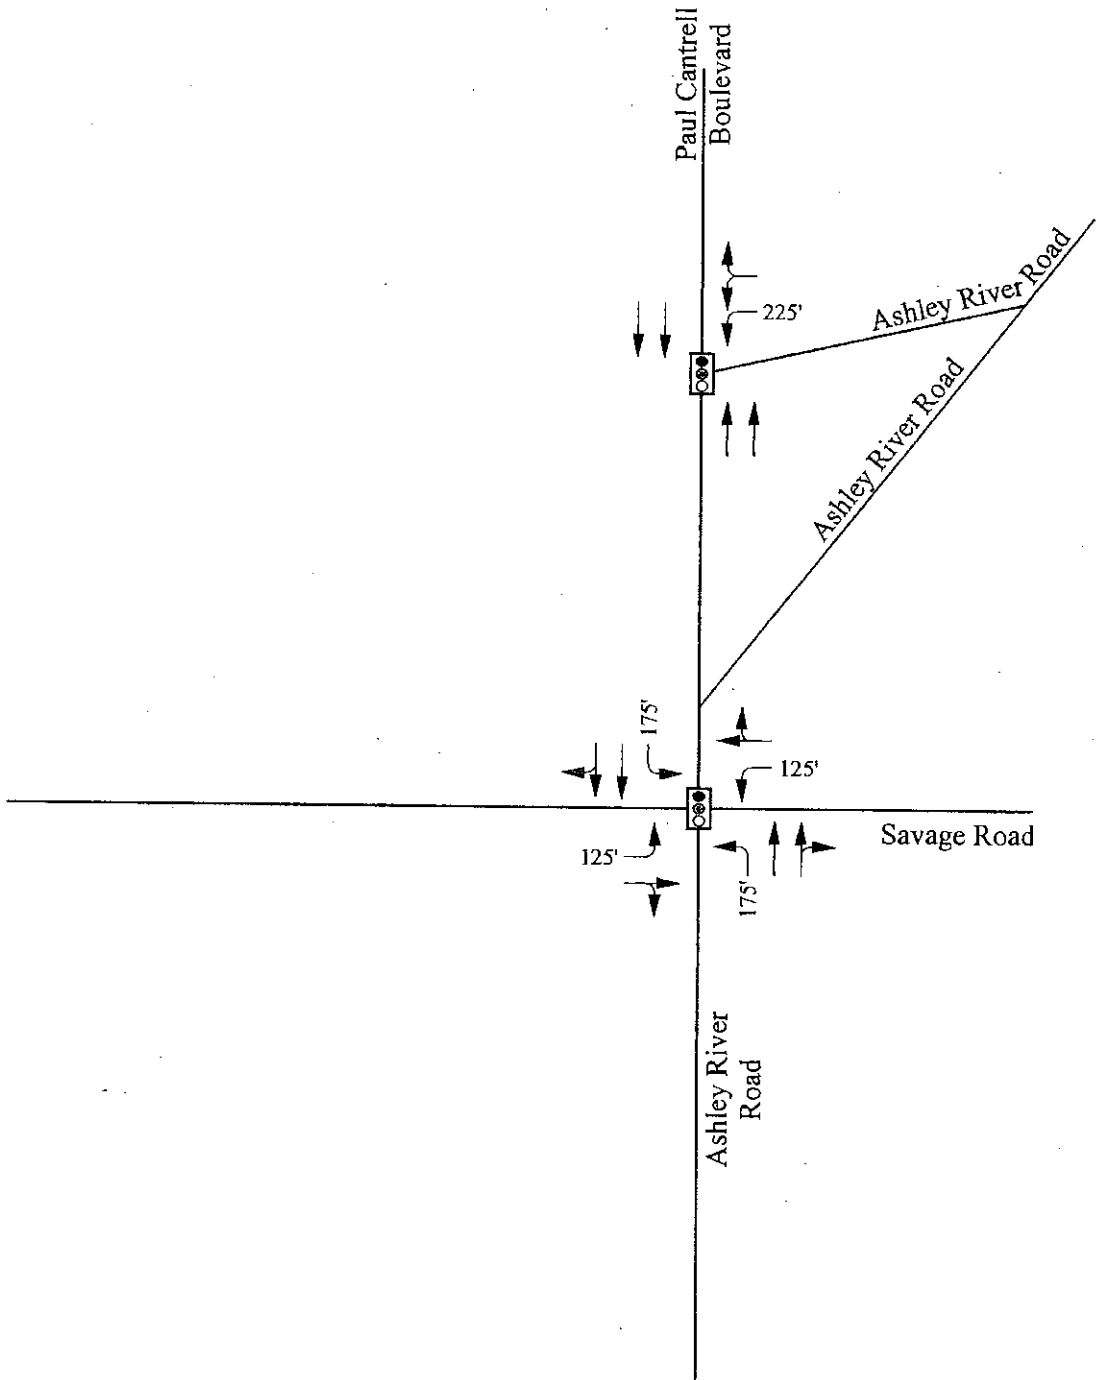 Paul Cantrell
Boulevard
225'
Ashley River Road
Ashley River Road
175'
125'
Savage Road
125'
175'
Ashley River
Road